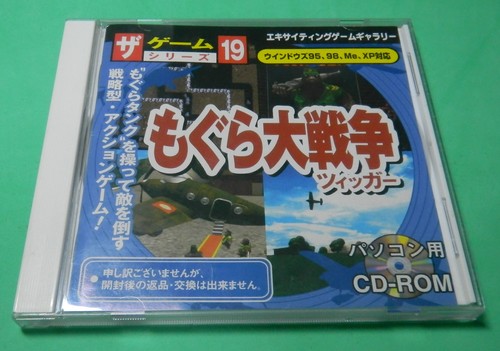 ザ ゲーム
シリーズ 19
エキサイティングゲームギャラリー
ウインドウズ95、98、Me、XP対応
"もぐらタンク"を操って敵を倒す
戦略型・アクションゲーム！
もぐら大戦争
ツィッガー
・申し訳ございませんが、
開封後の返品・交換は出来ません。
パソコン用
CD-ROM